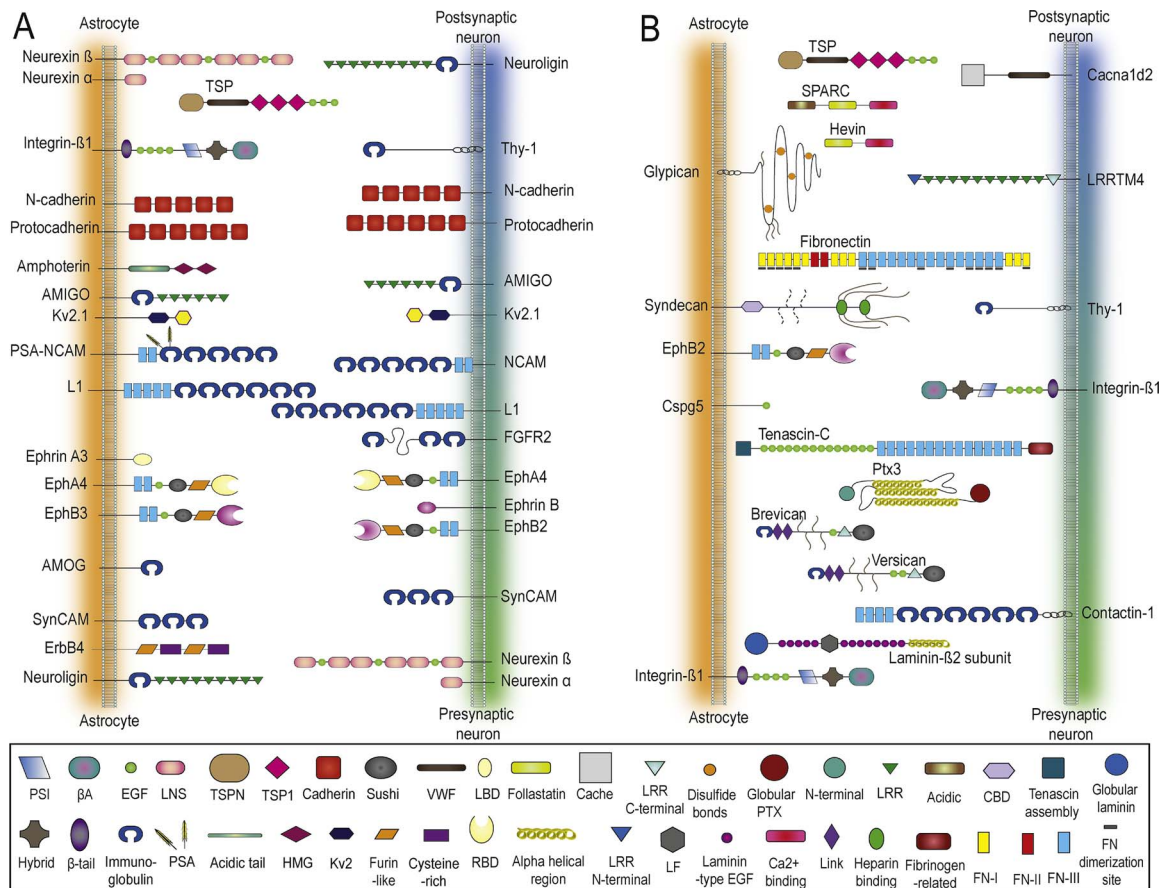 A
Astrocyte
Postsynaptic
neuron
Neurexin ß
Neurexin α
TSP
Neuroligin
Integrin-ß1
Thy-1
N-cadherin
N-cadherin
Protocadherin
Protocadherin
Amphoterin
AMIGO
AMIGO
Kv2.1
Kv2.1
PSA-NCAM
NCAM
L1
L1
FGFR2
Ephrin A3
EphA4
EphA4
Ephrin B
EphB3
EphB2
AMOG
SynCAM
SynCAM
ErbB4
Neurexin ß
Neuroligin
Neurexin α
Astrocyte
Presynaptic
neuron
B
Astrocyte
Postsynaptic
neuron
TSP
Cacna1d2
SPARC
Hevin
Glypican
LRRTM4
Fibronectin
Syndecan
Thy-1
EphB2
Integrin-ß1
Cspg5
Tenascin-C
Ptx3
Brevican
Versican
Contactin-1
Laminin-ß2 subunit
Integrin-ß1
Astrocyte
Presynaptic
neuron
PSI
βA
EGF
LNS
TSPN
TSP1
Cadherin
Sushi
VWF
LBD
Follastatin
Cache
LRR
C-terminal
Disulfide
bonds
Globular
PTX
N-terminal
LRR
Acidic
CBD
Tenascin
assembly
Globular
laminin
Hybrid
β-tail
Immuno-
globulin
PSA
Acidic tail
HMG
Kv2
Furin
-like
Cysteine-
rich
RBD
Alpha helical
region
LRR
N-terminal
LF
Laminin
-type EGF
Ca2+
binding
Link
Heparin
binding
Fibrinogen
-related
FN-I
FN-II
FN-III
FN
dimerization
site